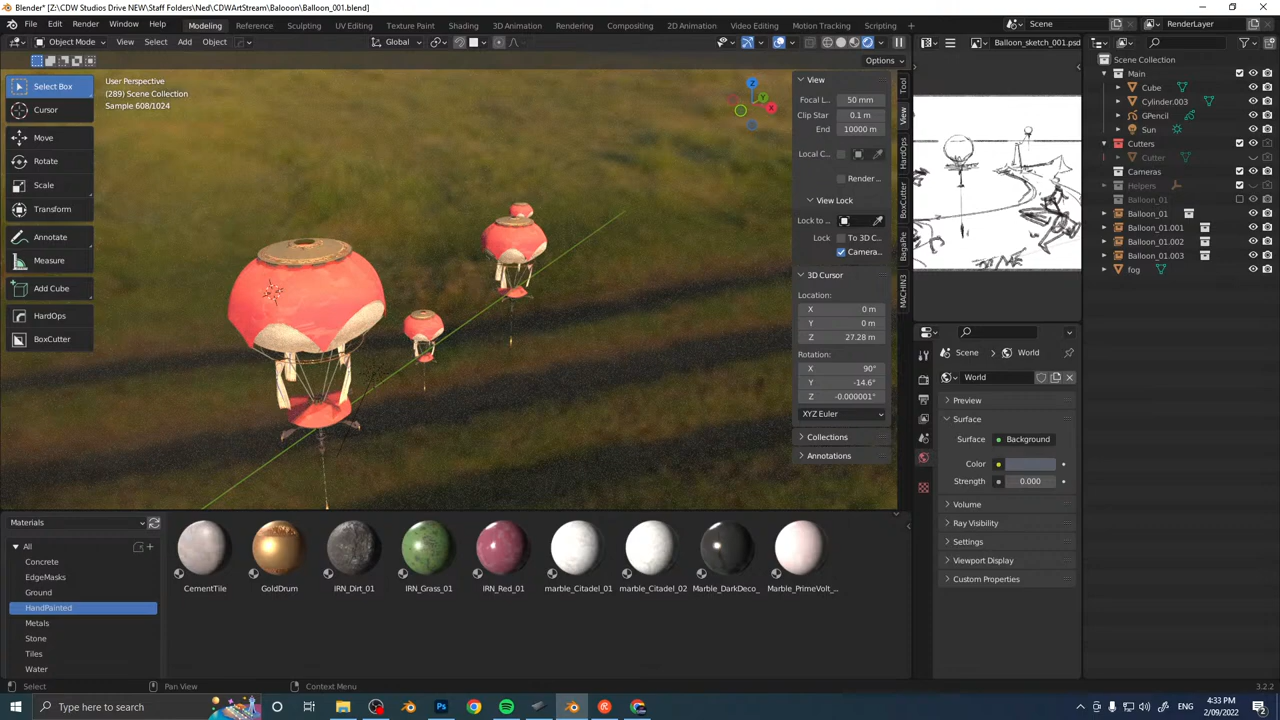 Blender* [Z:\CDW Studios Drive NEW\Staff Folders\Ned\CDWArtStream\Balooon\Balloon_001.blend]
File Edit Render Window Help
Modeling Reference Sculpting UV Editing Texture Paint Shading 3D Animation Rendering Compositing 2D Animation Video Editing Scripting
Scene RenderLayer
Object Mode View Select Add Object
Global
Balloon_sketch_001.psd
Options
Select Box
Cursor
Move
Rotate
Scale
Transform
Annotate
Measure
Add Cube
HardOps
BoxCutter
User Perspective
(289) Scene Collection
Sample 608/1024
Z
Y
X
View
Focal L... 50 mm
Clip Star 0.1 m
End 10000 m
Local C...
Render ...
View Lock
Lock to
Lock To 3D C...
Camera...
3D Cursor
Location:
X 0 m
Y 0 m
Z 27.28 m
Rotation:
X 90°
Y -14.6°
Z -0.000001°
XYZ Euler
Collections
Annotations
Tool
View
HardOps
BoxCutter
BagaPie
MACHIN3
Scene Collection
Main
Cube
Cylinder.003
GPencil
Sun
Cutters
Cutter
Cameras
Helpers
Balloon_01
Balloon_01
Balloon_01.001
Balloon_01.002
Balloon_01.003
fog
Scene World
World
Preview
Surface
Surface Background
Color
Strength 0.000
Volume
Ray Visibility
Settings
Viewport Display
Custom Properties
Materials
All
Concrete
EdgeMasks
Ground
HandPainted
Metals
Stone
Tiles
Water
CementTile GoldDrum IRN_Dirt_01 IRN_Grass_01 IRN_Red_01 marble_Citadel_01 marble_Citadel_02 Marble_DarkDeco_ Marble_PrimeVolt_...
Select Pan View Context Menu 3.2.2
Type here to search
ENG
4:33 PM
2/09/2022